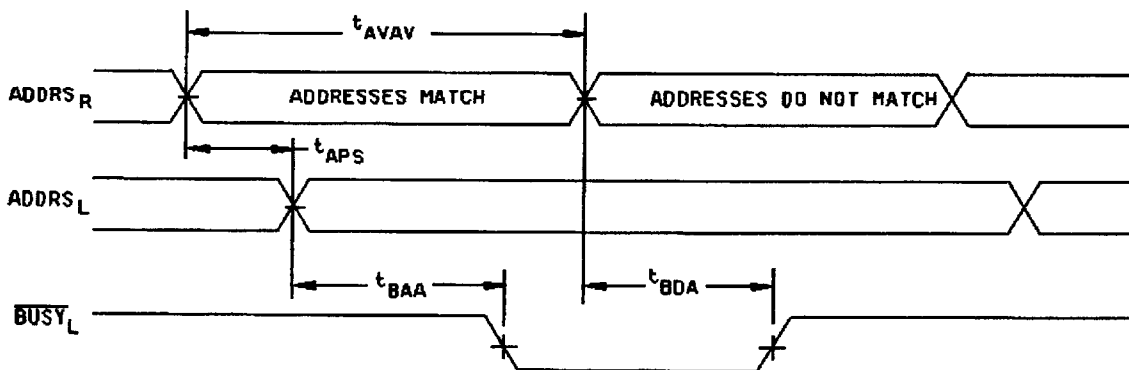 tAVAV
ADDRSR
ADDRESSES MATCH
ADDRESSES DO NOT MATCH
tAPS
ADDRSL
tBAA
tBDA
BUSYL